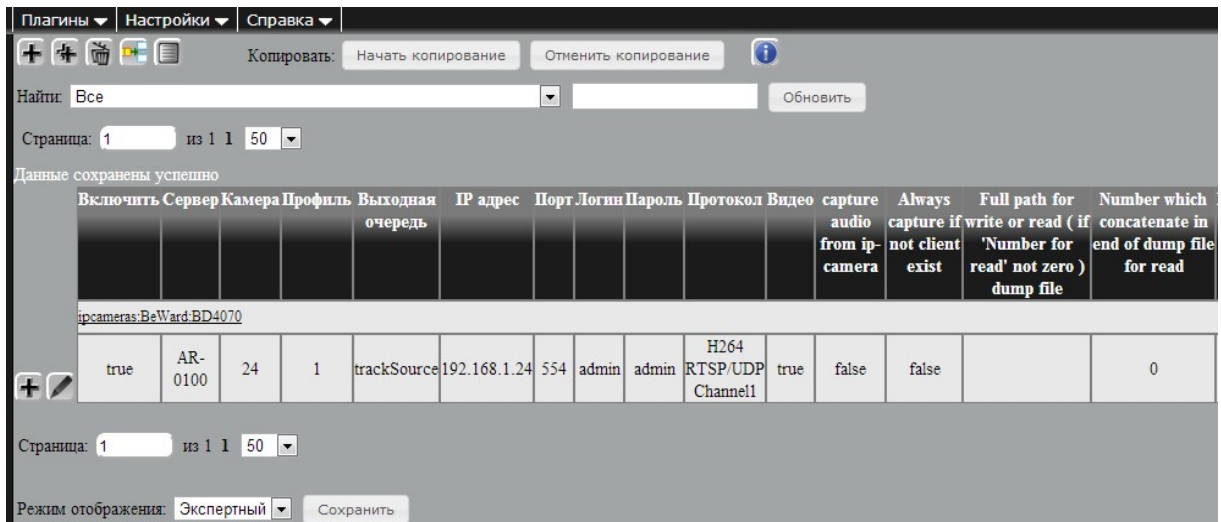 Плагины Настройки Справка
Копировать: Начать копирование Отменить копирование
Найти: Все Обновить
Страница: 1 из 1 1 50
Данные сохранены успешно
Включить Сервер Камера Профиль Выходная очередь IP адрес Порт Логин Пароль Протокол Видео capture audio from ip-camera Always capture if not client exist Full path for write or read ( if 'Number for read' not zero ) dump file Number which concatenate in end of dump file for read
ipcameras:BeWard:BD4070
true AR-0100 24 1 trackSource 192.168.1.24 554 admin admin H264 RTSP/UDP Channel1 true false false 0
Страница: 1 из 1 1 50
Режим отображения: Экспертный Сохранить